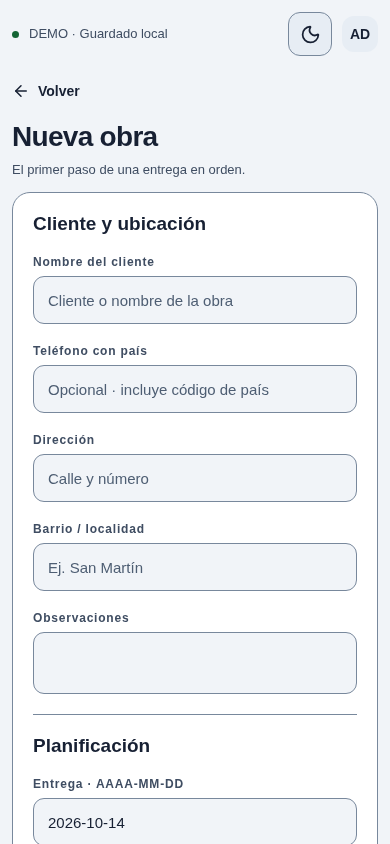 DEMO · Guardado local
AD
Volver
Nueva obra
El primer paso de una entrega en orden.
Cliente y ubicación
Nombre del cliente
Cliente o nombre de la obra
Teléfono con país
Opcional · incluye código de país
Dirección
Calle y número
Barrio / localidad
Ej. San Martín
Observaciones
Planificación
Entrega · AAAA-MM-DD
2026-10-14